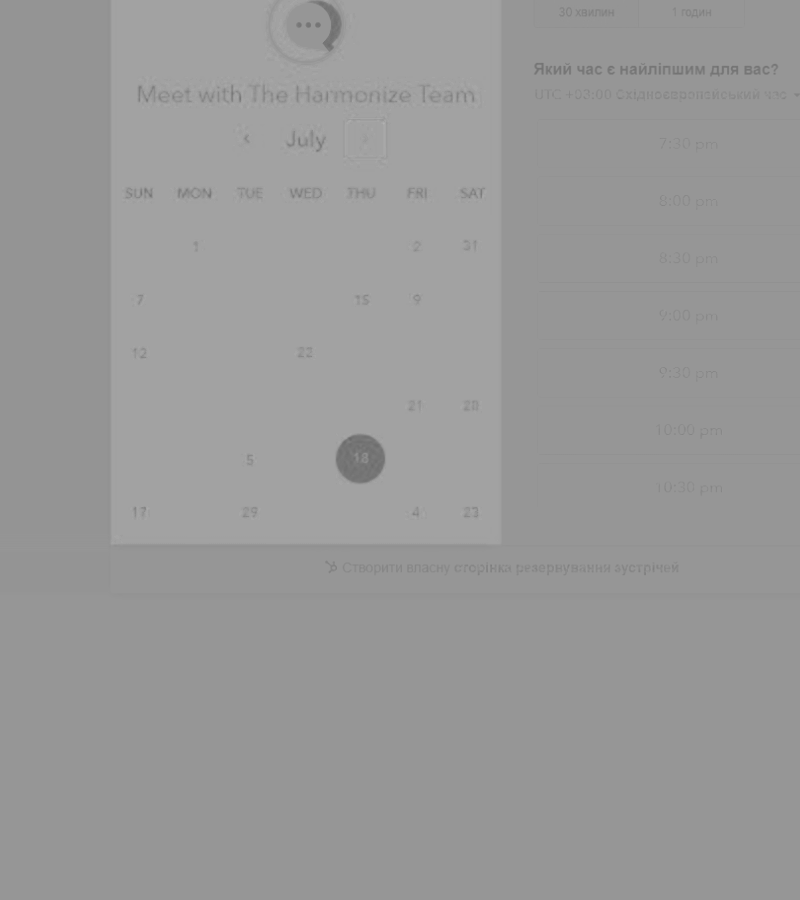 30 хвилин 1 годин
Meet with The Harmonize Team
Який час є найліпшим для вас?
UTC +03:00 Східноєвропейський час
‹ July ›
7:30 pm
SUN MON TUE WED THU FRI SAT
8:00 pm
1 2 31
8:30 pm
7 15 9
9:00 pm
12 22
9:30 pm
21 20
10:00 pm
5 18
10:30 pm
17 29 4 23
Створити власну сторінка резервування зустрічей